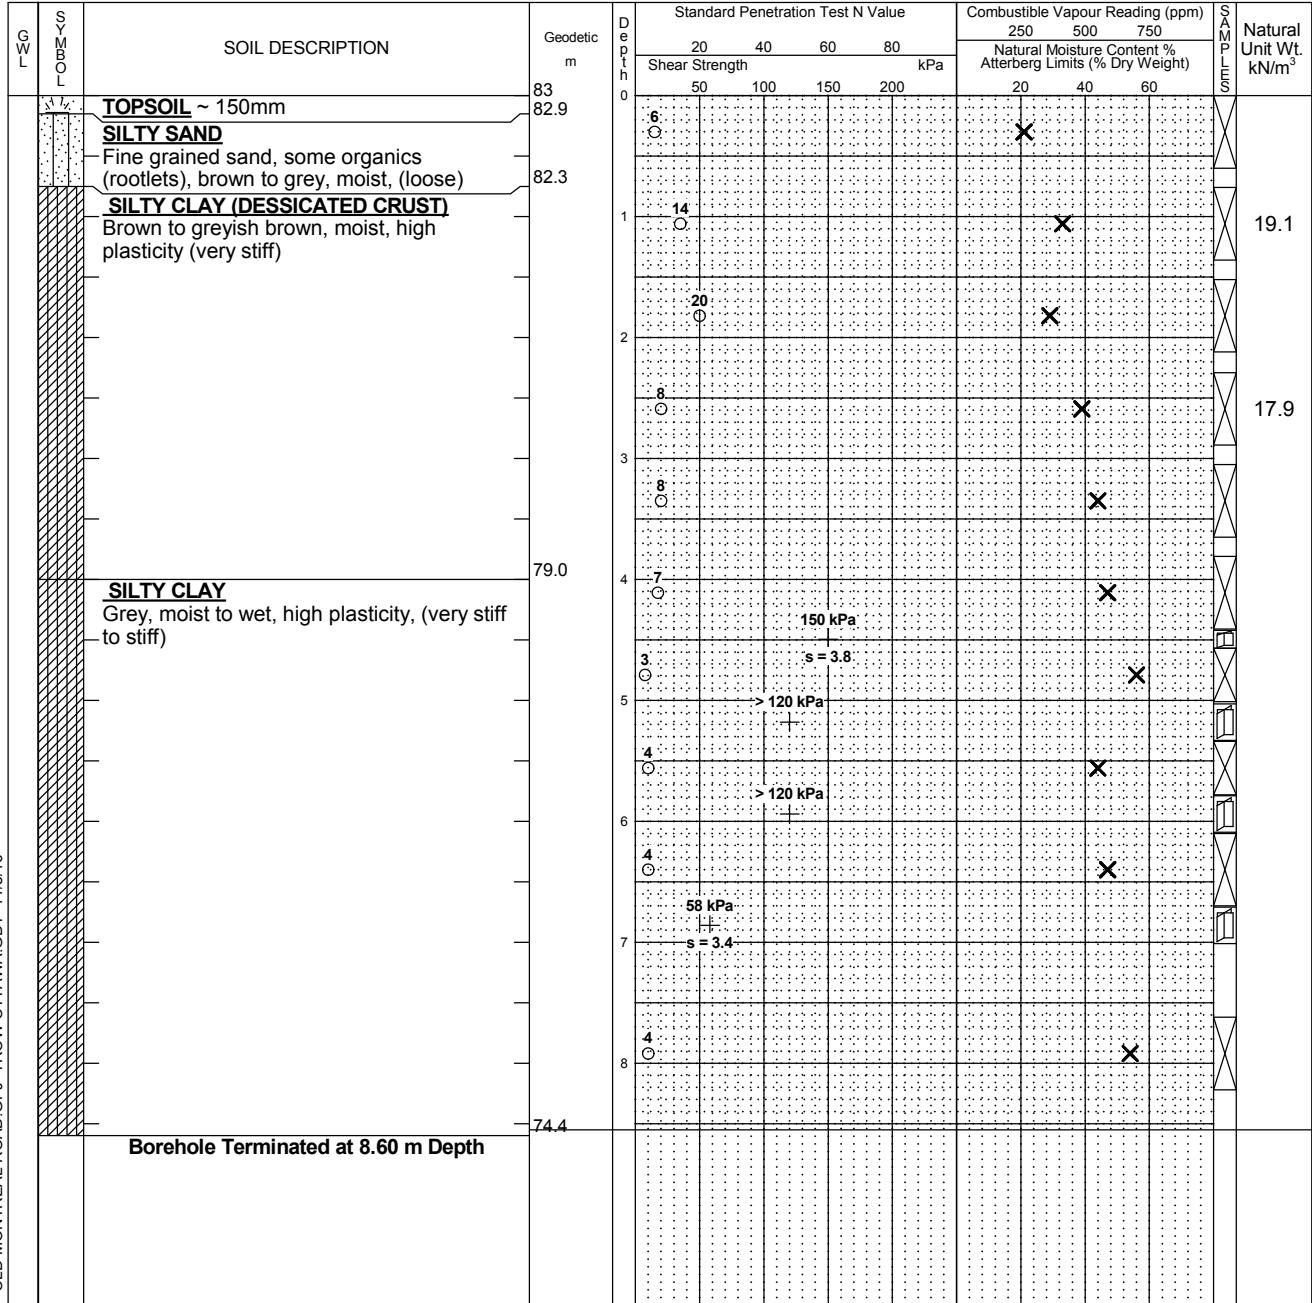 GWL
SYMBOL
SOIL DESCRIPTION
Geodetic
m
Depth
Standard Penetration Test N Value
20 40 60 80
Shear Strength kPa
50 100 150 200
Combustible Vapour Reading (ppm)
250 500 750
Natural Moisture Content %
Atterberg Limits (% Dry Weight)
20 40 60
SAMPLES
Natural
Unit Wt.
kN/m³
83
0
TOPSOIL ~ 150mm
82.9
SILTY SAND
6
Fine grained sand, some organics
(rootlets), brown to grey, moist, (loose)
82.3
SILTY CLAY (DESSICATED CRUST)
Brown to greyish brown, moist, high
plasticity (very stiff)
1
14
19.1
20
2
8
17.9
3
8
79.0
4
7
SILTY CLAY
Grey, moist to wet, high plasticity, (very stiff
to stiff)
150 kPa
s = 3.8
3
5
> 120 kPa
4
> 120 kPa
6
4
58 kPa
s = 3.4
7
4
8
74.4
Borehole Terminated at 8.60 m Depth